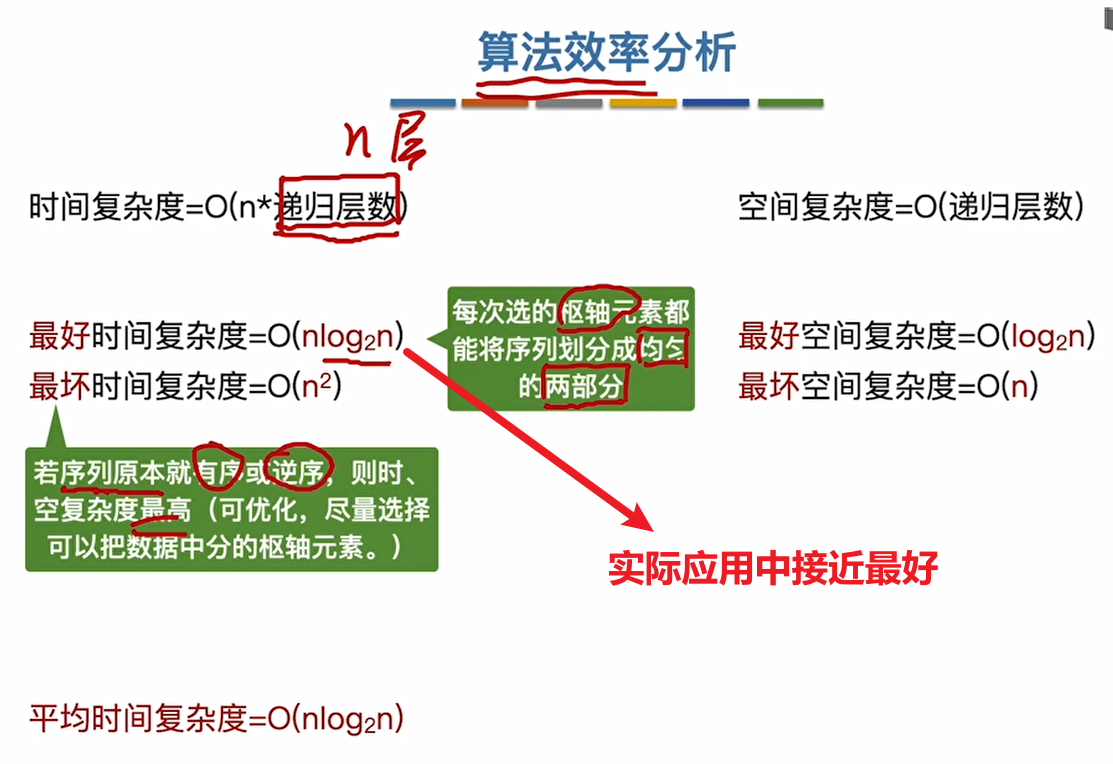 算法效率分析
n层
时间复杂度=O(n*递归层数)
空间复杂度=O(递归层数)
每次选的枢轴元素都
能将序列划分成均匀
的两部分
最好时间复杂度=O(nlog₂n)
最坏时间复杂度=O(n²)
最好空间复杂度=O(log₂n)
最坏空间复杂度=O(n)
若序列原本就有序或逆序，则时、
空复杂度最高（可优化，尽量选择
可以把数据中分的枢轴元素。）
实际应用中接近最好
平均时间复杂度=O(nlog₂n)